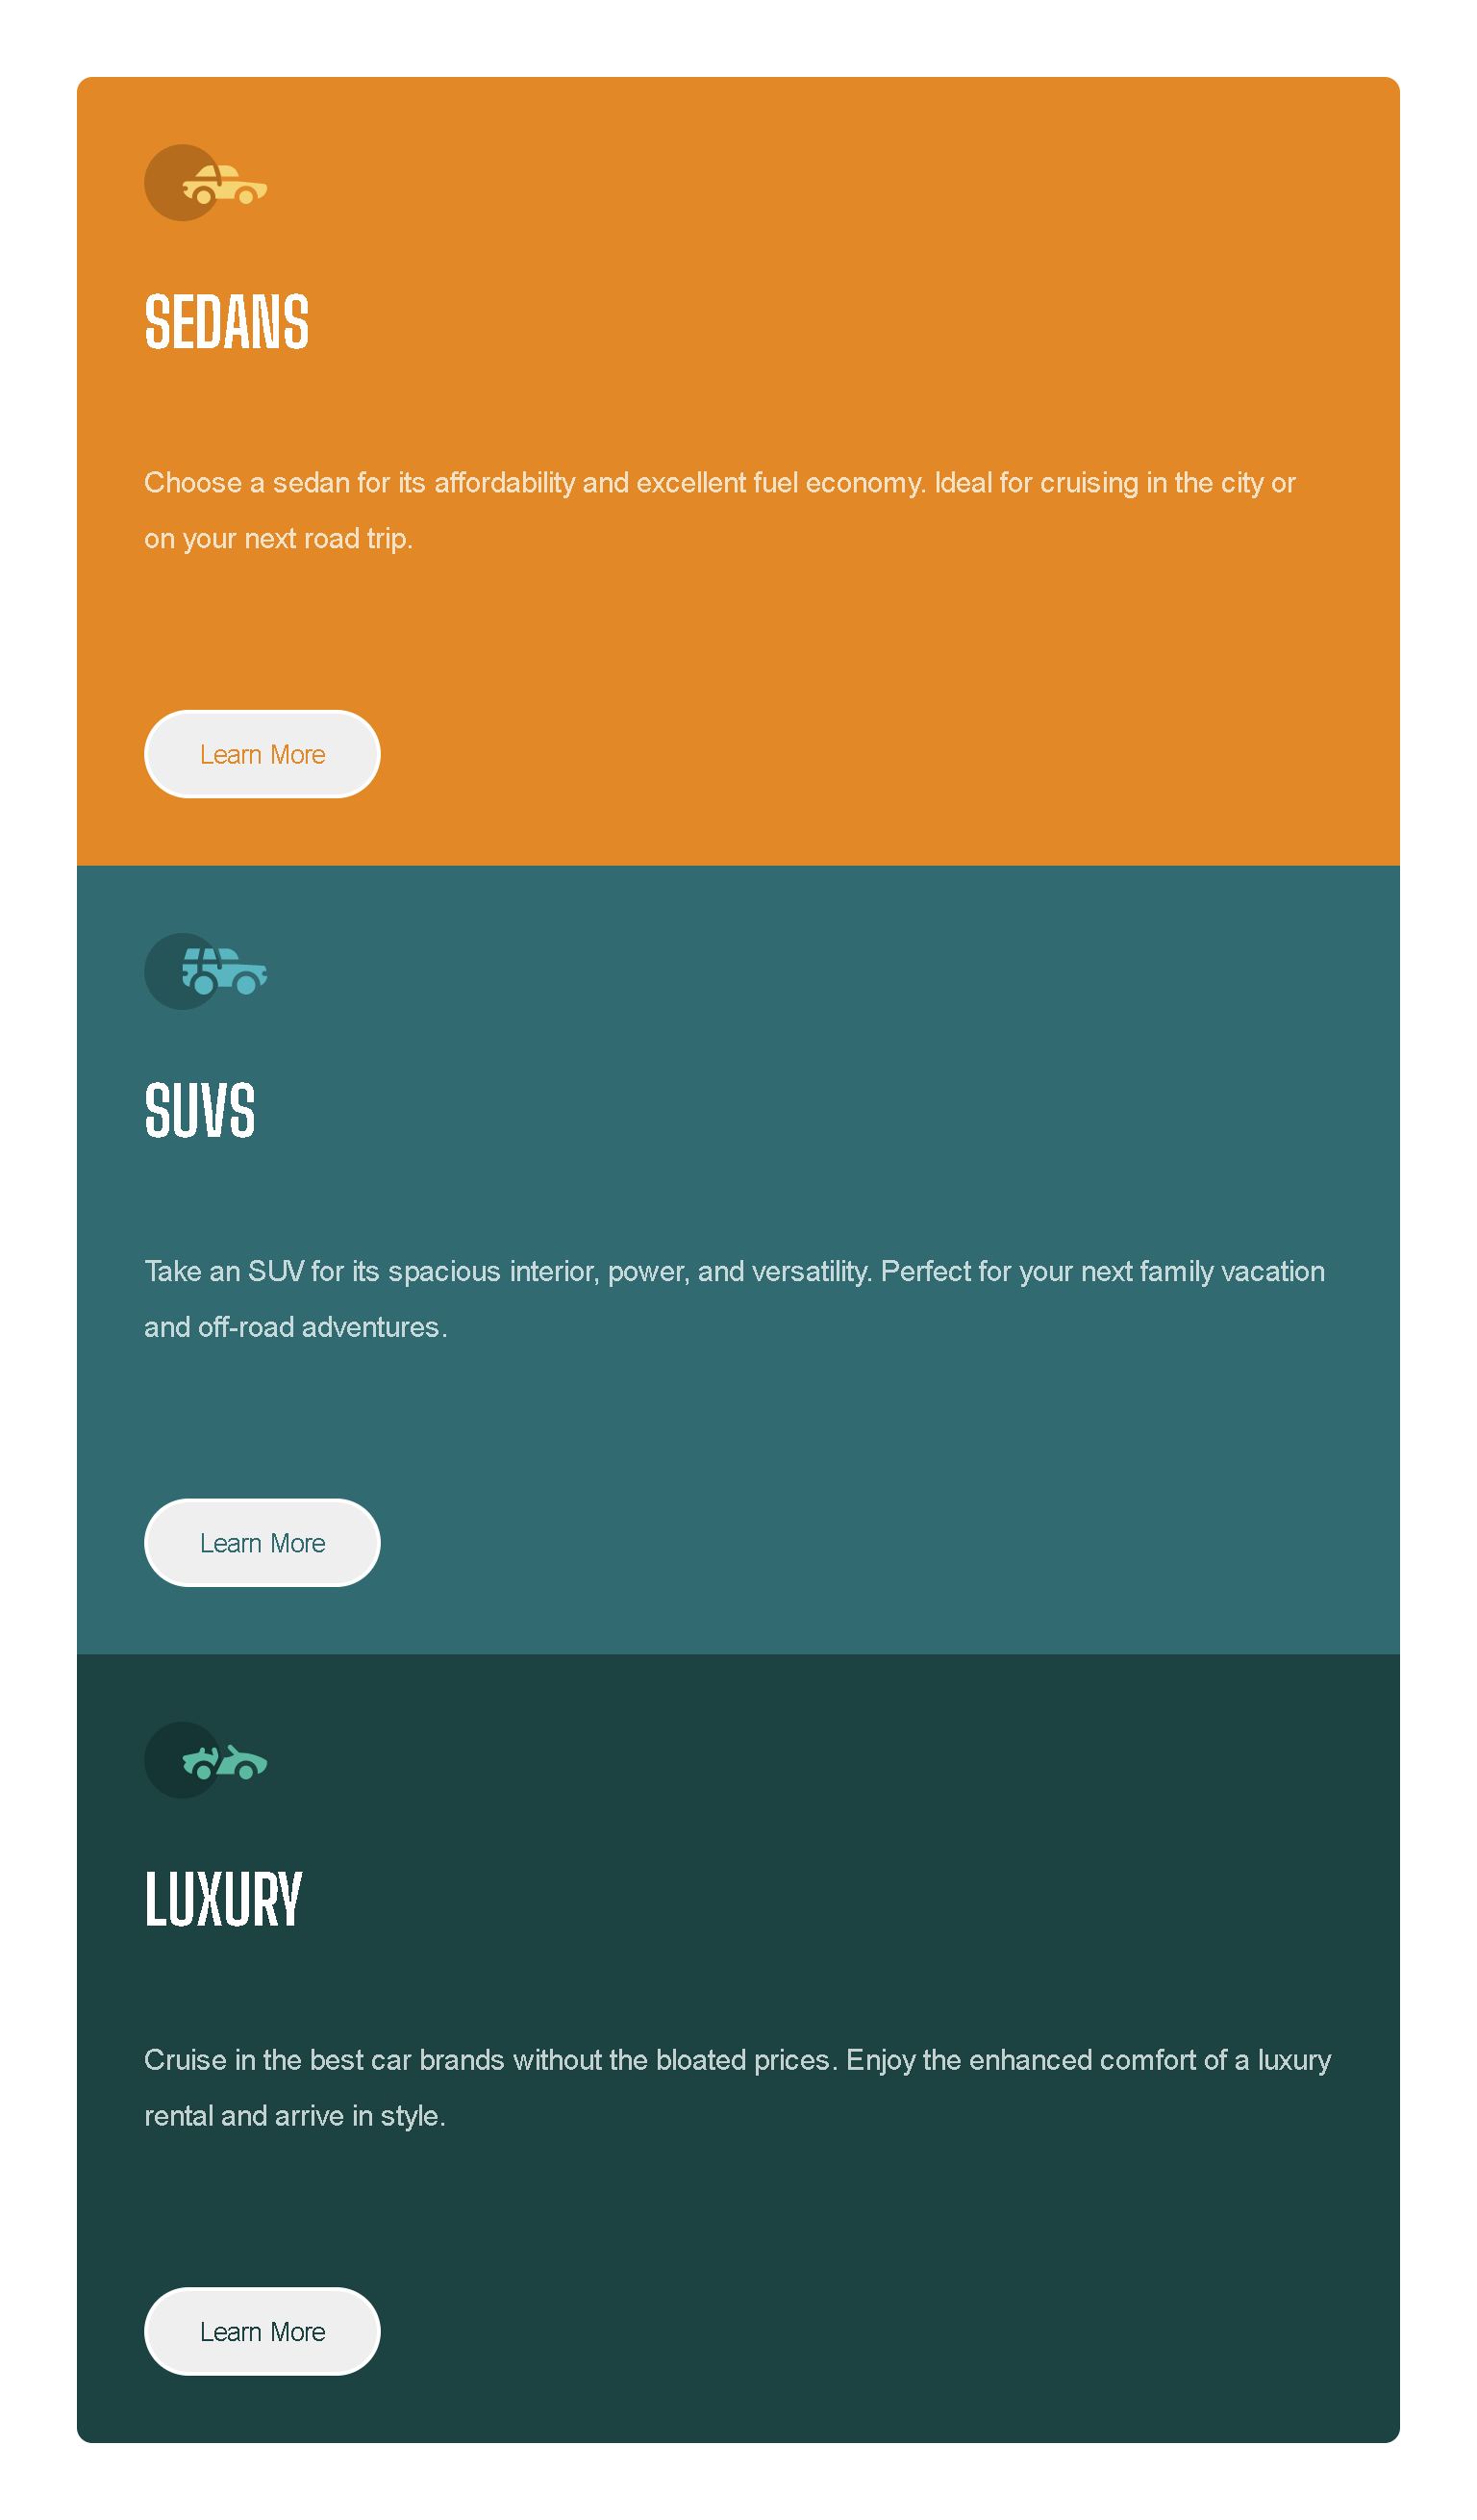 SEDANS
Choose a sedan for its affordability and excellent fuel economy. Ideal for cruising in the city or
on your next road trip.
Learn More
SUVS
Take an SUV for its spacious interior, power, and versatility. Perfect for your next family vacation
and off-road adventures.
Learn More
LUXURY
Cruise in the best car brands without the bloated prices. Enjoy the enhanced comfort of a luxury
rental and arrive in style.
Learn More